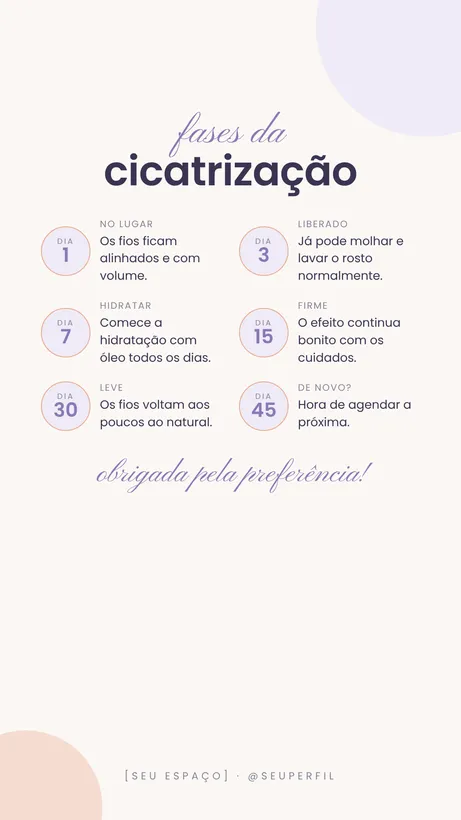 fases da
cicatrização
DIA
1
NO LUGAR
Os fios ficam
alinhados e com
volume.
DIA
3
LIBERADO
Já pode molhar e
lavar o rosto
normalmente.
DIA
7
HIDRATAR
Comece a
hidratação com
óleo todos os dias.
DIA
15
FIRME
O efeito continua
bonito com os
cuidados.
DIA
30
LEVE
Os fios voltam aos
poucos ao natural.
DIA
45
DE NOVO?
Hora de agendar a
próxima.
obrigada pela preferência!
[SEU ESPAÇO] · @SEUPERFIL